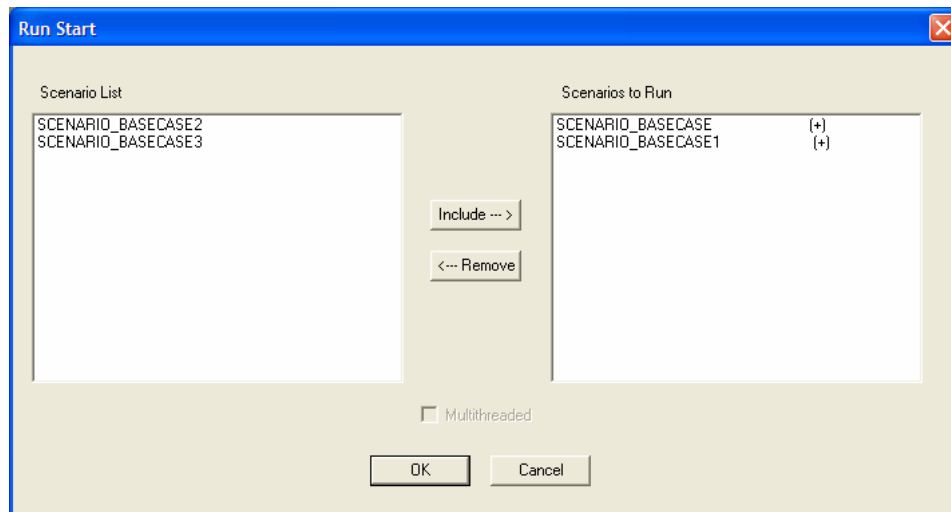 Run Start
Scenario List
SCENARIO_BASECASE2
SCENARIO_BASECASE3
Include --- >
<--- Remove
Scenarios to Run
SCENARIO_BASECASE (+)
SCENARIO_BASECASE1 (+)
Multithreaded
OK
Cancel